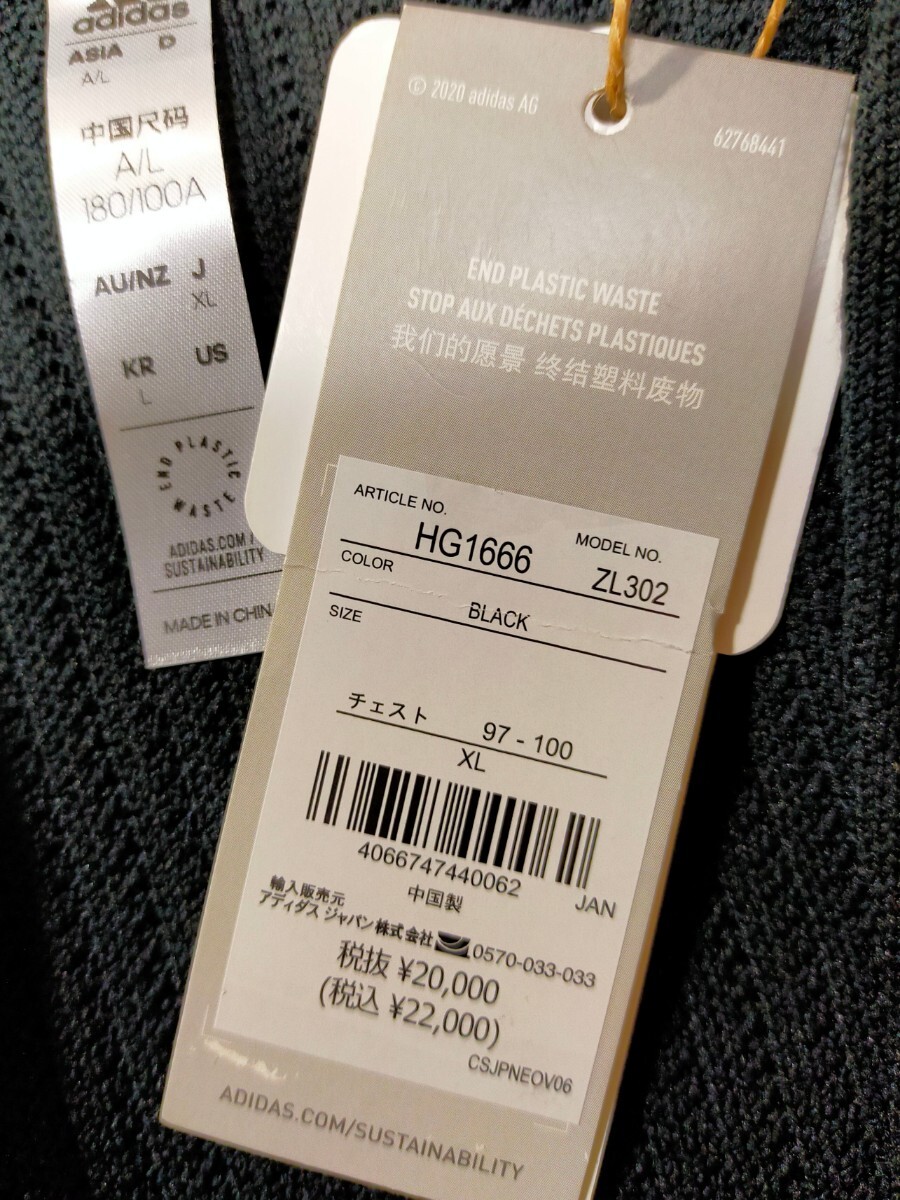 adidas
ASIA D
A/L
中国尺码
A/L
180/100A
AU/NZ J
XL
KR US
L
END PLASTIC WASTE
ADIDAS.COM /
SUSTAINABILITY
MADE IN CHIN
© 2020 adidas AG
62768441
END PLASTIC WASTE
STOP AUX DÉCHETS PLASTIQUES
我们的愿景 终结塑料废物
ARTICLE NO. MODEL NO.
HG1666 ZL302
COLOR
BLACK
SIZE
チェスト 97 - 100
XL
4066747440062
中国製 JAN
輸入販売元
アディダス ジャパン株式会社 0570-033-033
税抜 ¥20,000
(税込 ¥22,000)
CSJPNEOV06
ADIDAS.COM/SUSTAINABILITY